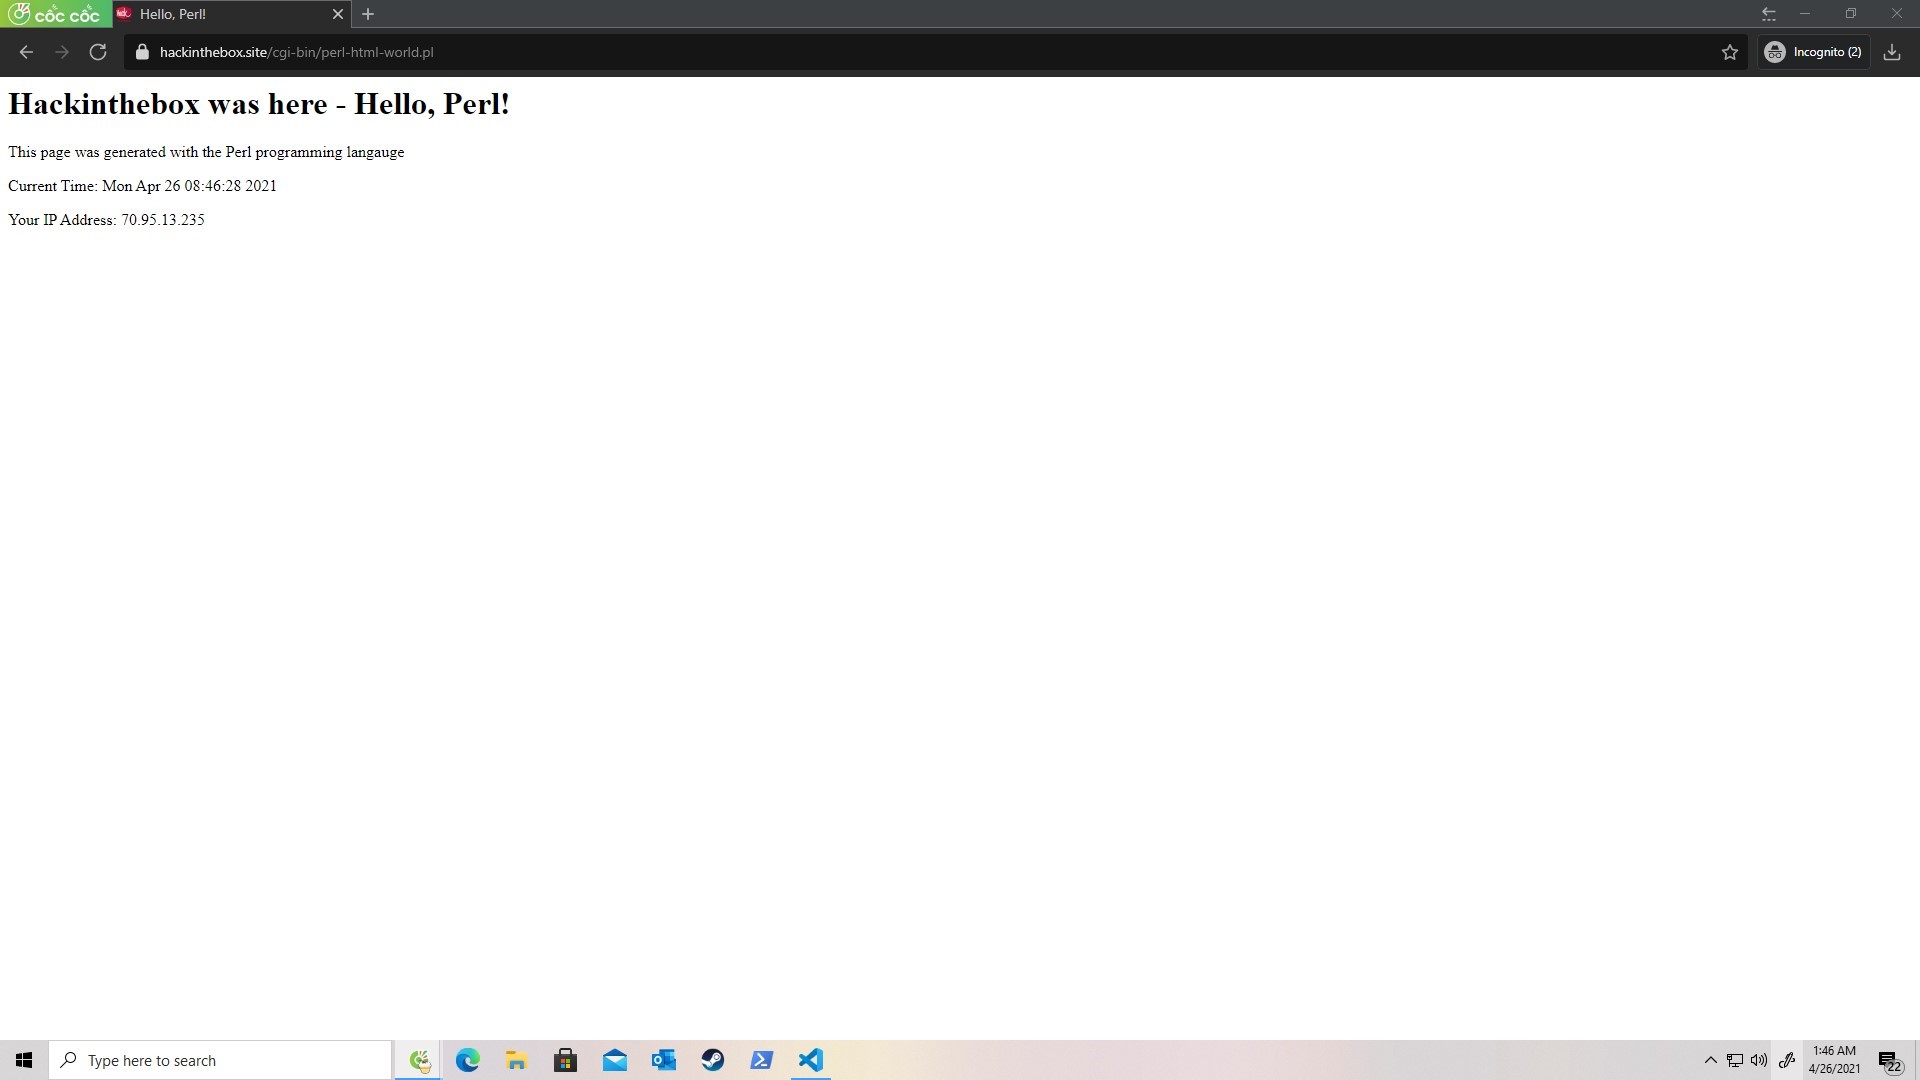 cốc cốc
Hello, Perl!
hackinthebox.site/cgi-bin/perl-html-world.pl
Incognito (2)
Hackinthebox was here - Hello, Perl!
This page was generated with the Perl programming langauge
Current Time: Mon Apr 26 08:46:28 2021
Your IP Address: 70.95.13.235
Type here to search
1:46 AM
4/26/2021
22